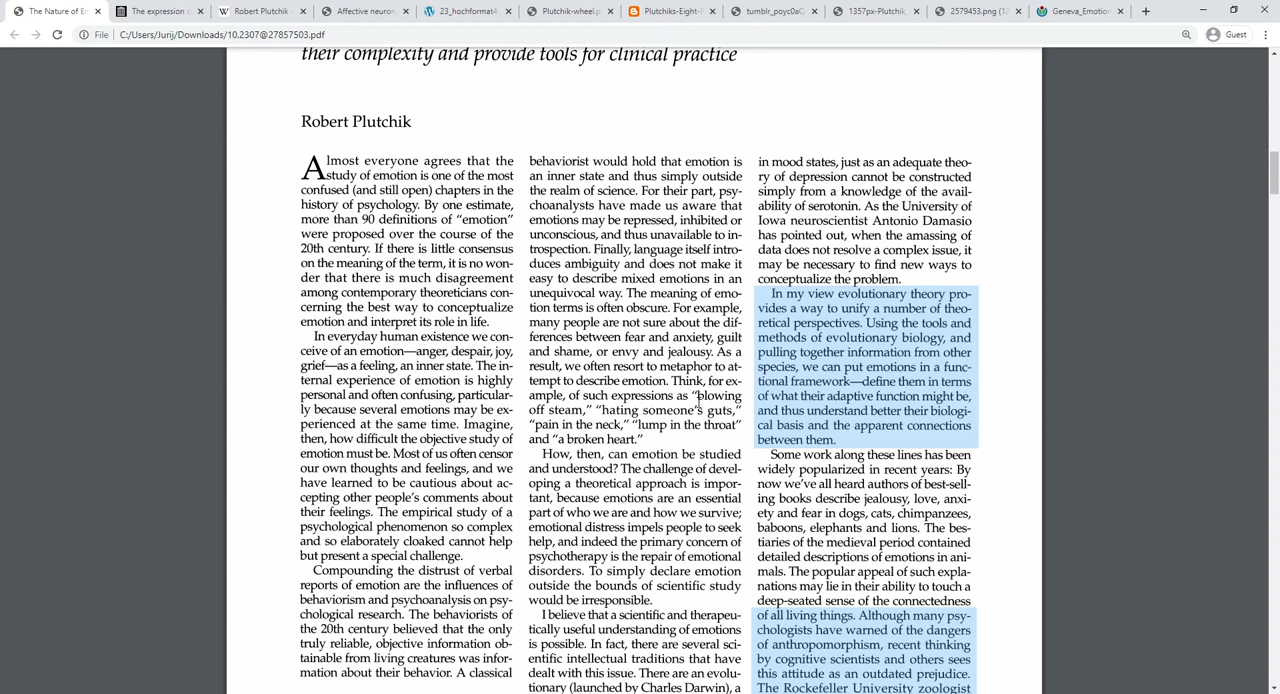 The Nature of E
The expression o
Robert Plutchik -
Affective neuron
23_hochformat4.
Plutchik-wheel.p
Plutchiks-Eight-
tumblr_poyc0aQ
1357px-Plutchik
2579453.png (12
Geneva_Emotion
File
C:/Users/Jurij/Downloads/10.2307@27857503.pdf
Guest
their complexity and provide tools for clinical practice
Robert Plutchik
Almost everyone agrees that the
study of emotion is one of the most
confused (and still open) chapters in the
history of psychology. By one estimate,
more than 90 definitions of “emotion”
were proposed over the course of the
20th century. If there is little consensus
on the meaning of the term, it is no won-
der that there is much disagreement
among contemporary theoreticians con-
cerning the best way to conceptualize
emotion and interpret its role in life.
In everyday human existence we con-
ceive of an emotion—anger, despair, joy,
grief—as a feeling, an inner state. The in-
ternal experience of emotion is highly
personal and often confusing, particular-
ly because several emotions may be ex-
perienced at the same time. Imagine,
then, how difficult the objective study of
emotion must be. Most of us often censor
our own thoughts and feelings, and we
have learned to be cautious about ac-
cepting other people’s comments about
their feelings. The empirical study of a
psychological phenomenon so complex
and so elaborately cloaked cannot help
but present a special challenge.
Compounding the distrust of verbal
reports of emotion are the influences of
behaviorism and psychoanalysis on psy-
chological research. The behaviorists of
the 20th century believed that the only
truly reliable, objective information ob-
tainable from living creatures was infor-
mation about their behavior. A classical
behaviorist would hold that emotion is
an inner state and thus simply outside
the realm of science. For their part, psy-
choanalysts have made us aware that
emotions may be repressed, inhibited or
unconscious, and thus unavailable to in-
trospection. Finally, language itself intro-
duces ambiguity and does not make it
easy to describe mixed emotions in an
unequivocal way. The meaning of emo-
tion terms is often obscure. For example,
many people are not sure about the dif-
ferences between fear and anxiety, guilt
and shame, or envy and jealousy. As a
result, we often resort to metaphor to at-
tempt to describe emotion. Think, for ex-
ample, of such expressions as “blowing
off steam,” “hating someone’s guts,”
“pain in the neck,” “lump in the throat”
and “a broken heart.”
How, then, can emotion be studied
and understood? The challenge of devel-
oping a theoretical approach is impor-
tant, because emotions are an essential
part of who we are and how we survive;
emotional distress impels people to seek
help, and indeed the primary concern of
psychotherapy is the repair of emotional
disorders. To simply declare emotion
outside the bounds of scientific study
would be irresponsible.
I believe that a scientific and therapeu-
tically useful understanding of emotions
is possible. In fact, there are several sci-
entific intellectual traditions that have
dealt with this issue. There are an evolu-
tionary (launched by Charles Darwin), a
in mood states, just as an adequate theo-
ry of depression cannot be constructed
simply from a knowledge of the avail-
ability of serotonin. As the University of
Iowa neuroscientist Antonio Damasio
has pointed out, when the amassing of
data does not resolve a complex issue, it
may be necessary to find new ways to
conceptualize the problem.
In my view evolutionary theory pro-
vides a way to unify a number of theo-
retical perspectives. Using the tools and
methods of evolutionary biology, and
pulling together information from other
species, we can put emotions in a func-
tional framework—define them in terms
of what their adaptive function might be,
and thus understand better their biologi-
cal basis and the apparent connections
between them.
Some work along these lines has been
widely popularized in recent years: By
now we’ve all heard authors of best-sell-
ing books describe jealousy, love, anxi-
ety and fear in dogs, cats, chimpanzees,
baboons, elephants and lions. The bes-
tiaries of the medieval period contained
detailed descriptions of emotions in ani-
mals. The popular appeal of such expla-
nations may lie in their ability to touch a
deep-seated sense of the connectedness
of all living things. Although many psy-
chologists have warned of the dangers
of anthropomorphism, recent thinking
by cognitive scientists and others sees
this attitude as an outdated prejudice.
The Rockefeller University zoologist